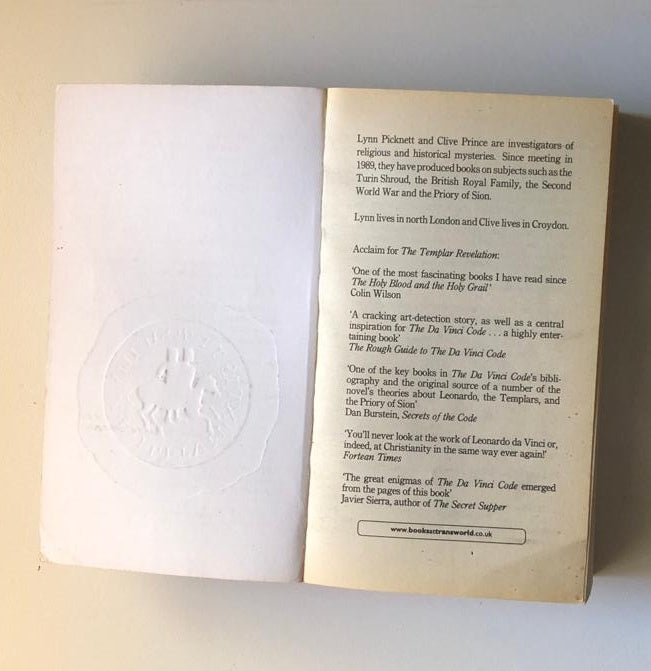 Lynn Picknett and Clive Prince are investigators of
religious and historical mysteries. Since meeting in
1989, they have produced books on subjects such as the
Turin Shroud, the British Royal Family, the Second
World War and the Priory of Sion.
Lynn lives in north London and Clive lives in Croydon.
Acclaim for The Templar Revelation:
'One of the most fascinating books I have read since
The Holy Blood and the Holy Grail'
Colin Wilson
'A cracking art-detection story, as well as a central
inspiration for The Da Vinci Code . . . a highly enter-
taining book'
The Rough Guide to The Da Vinci Code
'One of the key books in The Da Vinci Code's bibli-
ography and the original source of a number of the
novel's theories about Leonardo, the Templars, and
the Priory of Sion'
Dan Burstein, Secrets of the Code
'You'll never look at the work of Leonardo da Vinci or,
indeed, at Christianity in the same way ever again!'
Fortean Times
'The great enigmas of The Da Vinci Code emerged
from the pages of this book'
Javier Sierra, author of The Secret Supper
www.booksattransworld.co.uk